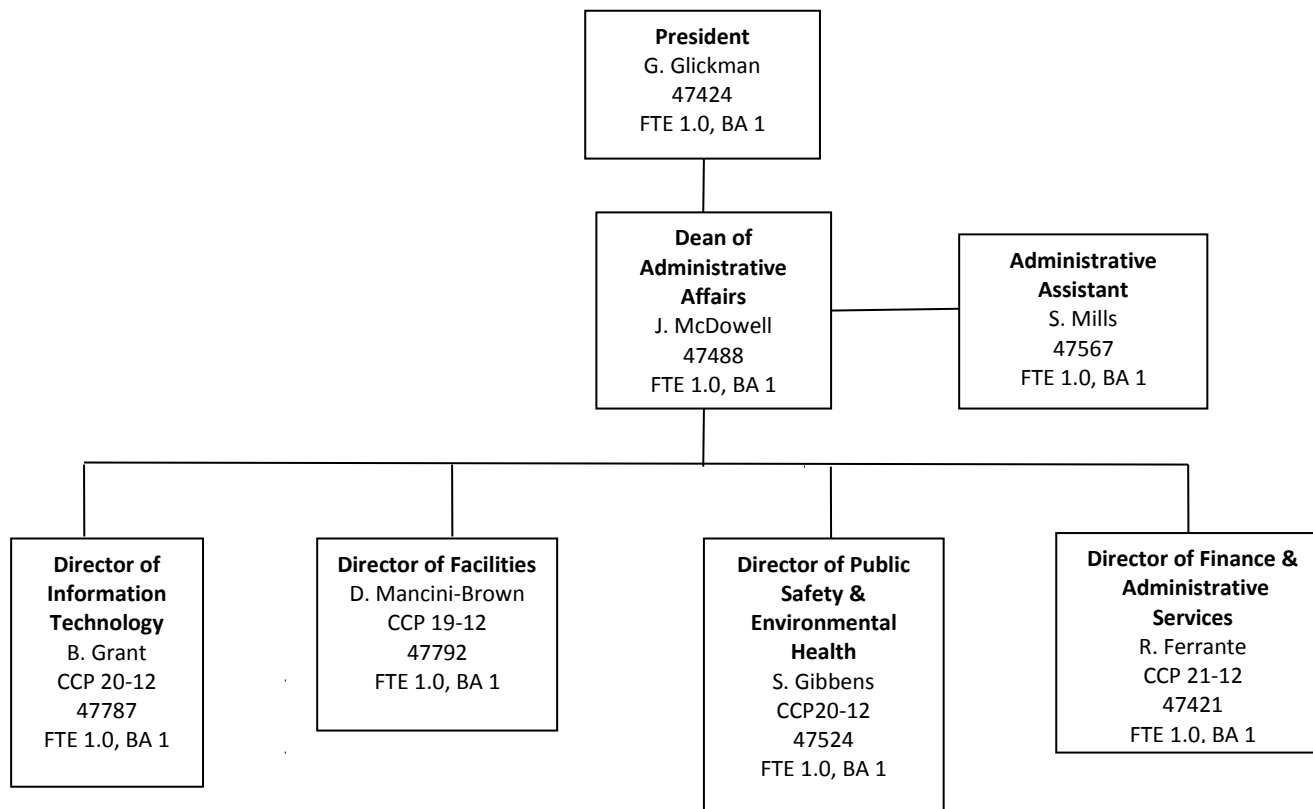 President
G. Glickman
47424
FTE 1.0, BA 1
Dean of
Administrative
Affairs
J. McDowell
47488
FTE 1.0, BA 1
Administrative
Assistant
S. Mills
47567
FTE 1.0, BA 1
Director of
Information
Technology
B. Grant
CCP 20-12
47787
FTE 1.0, BA 1
Director of Facilities
D. Mancini-Brown
CCP 19-12
47792
FTE 1.0, BA 1
Director of Public
Safety &
Environmental
Health
S. Gibbens
CCP20-12
47524
FTE 1.0, BA 1
Director of Finance &
Administrative
Services
R. Ferrante
CCP 21-12
47421
FTE 1.0, BA 1